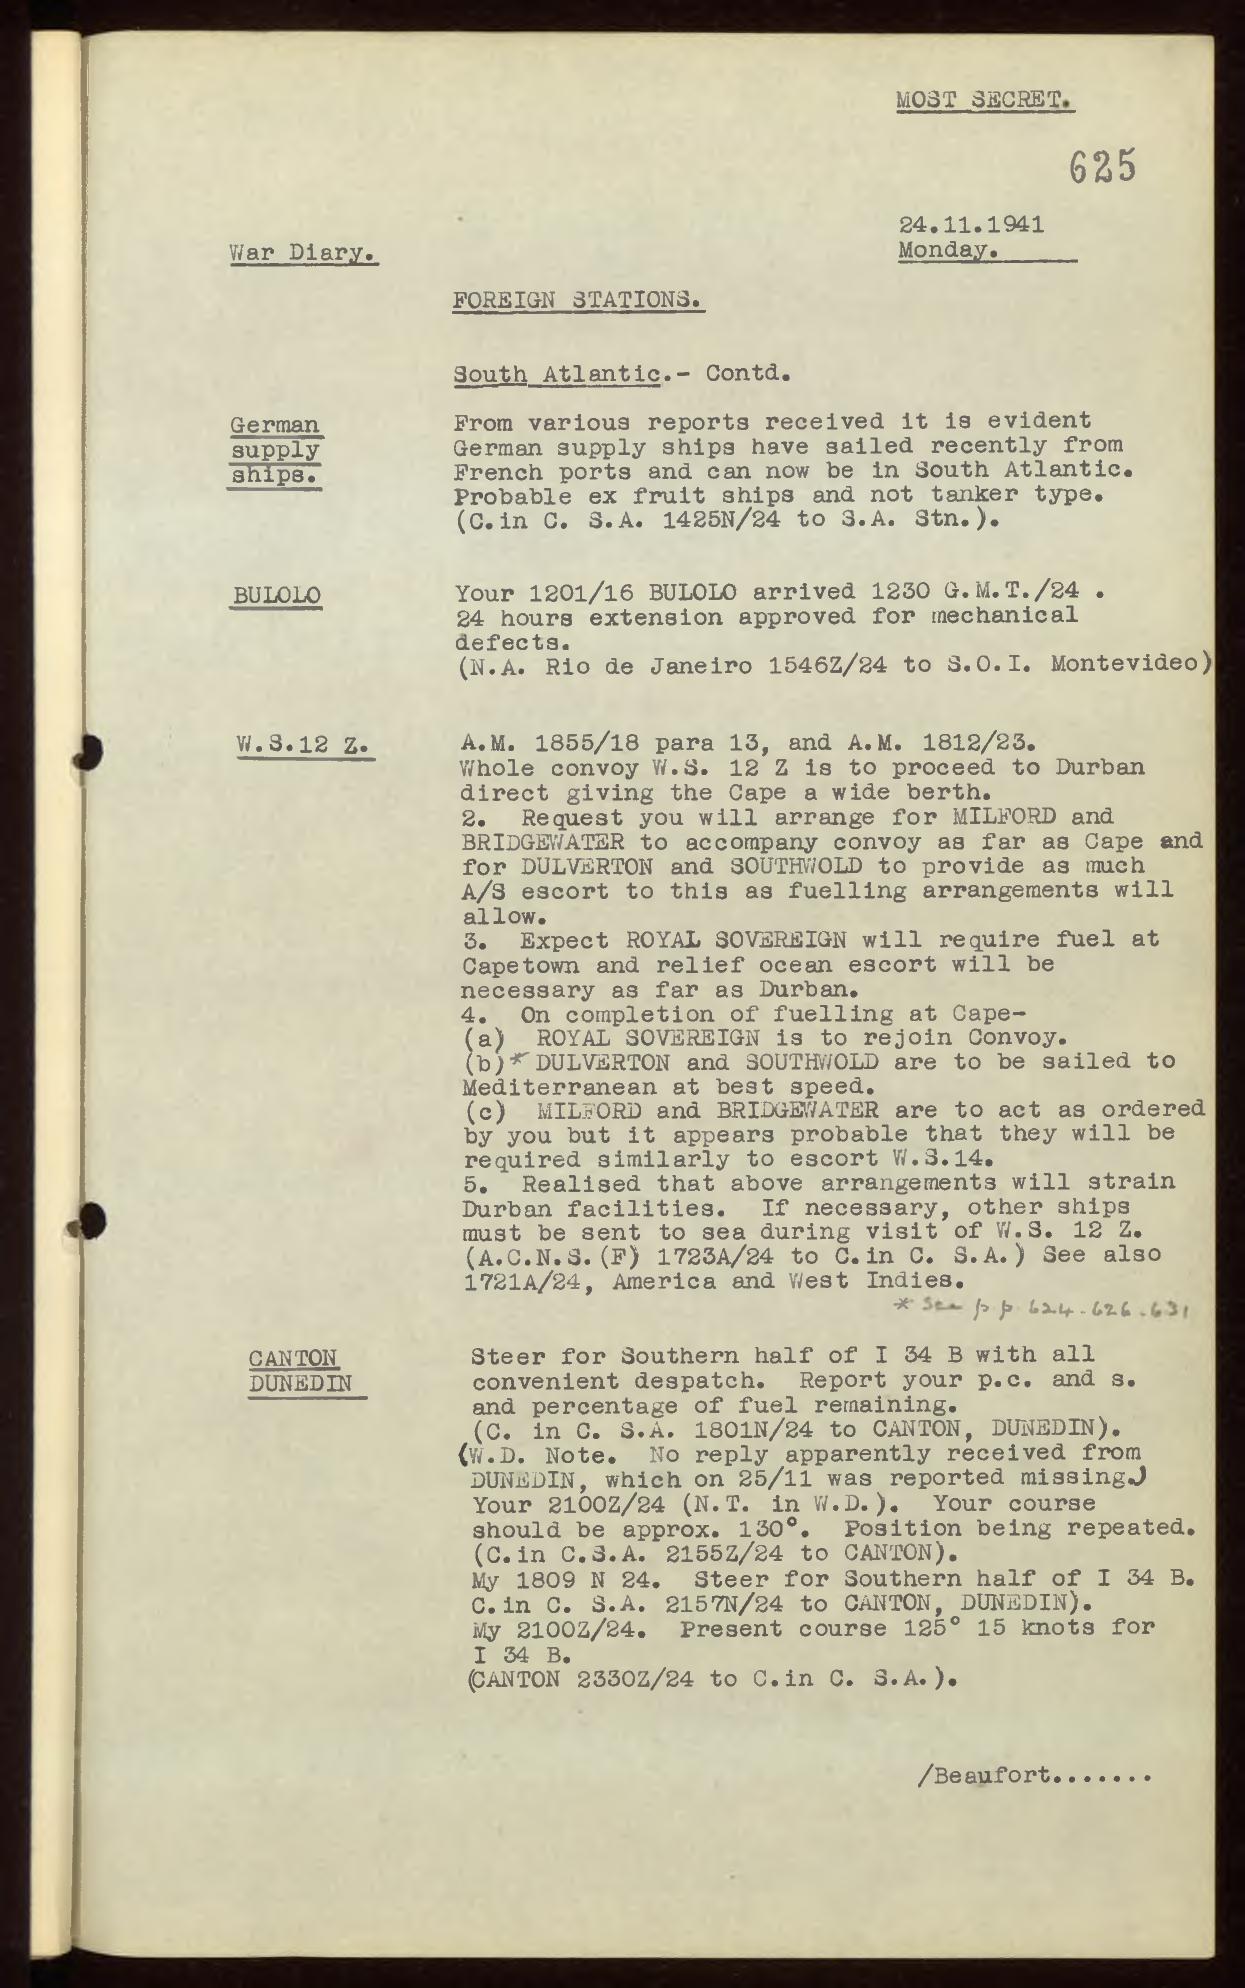 MOST SECRET.
625
24.11.1941
War Diary.
Monday.
FOREIGN STATIONS.
South Atlantic.- Contd.
German
supply
ships.
From various reports received it is evident
German supply ships have sailed recently from
French ports and can now be in South Atlantic.
Probable ex fruit ships and not tanker type.
(C.in C. S.A. 1425N/24 to S.A. Stn.).
BULOLO
Your 1201/16 BULOLO arrived 1230 G.M.T./24 .
24 hours extension approved for mechanical
defects.
(N.A. Rio de Janeiro 1546Z/24 to S.O.I. Montevideo)
W.S.12 Z.
A.M. 1855/18 para 13, and A.M. 1812/23.
Whole convoy W.S. 12 Z is to proceed to Durban
direct giving the Cape a wide berth.
2. Request you will arrange for MILFORD and
BRIDGEWATER to accompany convoy as far as Cape and
for DULVERTON and SOUTHWOLD to provide as much
A/S escort to this as fuelling arrangements will
allow.
3. Expect ROYAL SOVEREIGN will require fuel at
Capetown and relief ocean escort will be
necessary as far as Durban.
4. On completion of fuelling at Cape-
(a) ROYAL SOVEREIGN is to rejoin Convoy.
(b)* DULVERTON and SOUTHWOLD are to be sailed to
Mediterranean at best speed.
(c) MILFORD and BRIDGEWATER are to act as ordered
by you but it appears probable that they will be
required similarly to escort W.S.14.
5. Realised that above arrangements will strain
Durban facilities. If necessary, other ships
must be sent to sea during visit of W.S. 12 Z.
(A.C.N.S.(F) 1723A/24 to C.in C. S.A.) See also
1721A/24, America and West Indies.
* See p p 624.626.631
CANTON
DUNEDIN
Steer for Southern half of I 34 B with all
convenient despatch. Report your p.c. and s.
and percentage of fuel remaining.
(C. in C. S.A. 1801N/24 to CANTON, DUNEDIN).
(W.D. Note. No reply apparently received from
DUNEDIN, which on 25/11 was reported missing.)
Your 2100Z/24 (N.T. in W.D.). Your course
should be approx. 130°. Position being repeated.
(C.in C.S.A. 2155Z/24 to CANTON).
My 1809 N 24. Steer for Southern half of I 34 B.
C.in C. S.A. 2157N/24 to CANTON, DUNEDIN).
My 2100Z/24. Present course 125° 15 knots for
I 34 B.
(CANTON 2330Z/24 to C.in C. S.A.).
/Beaufort.......